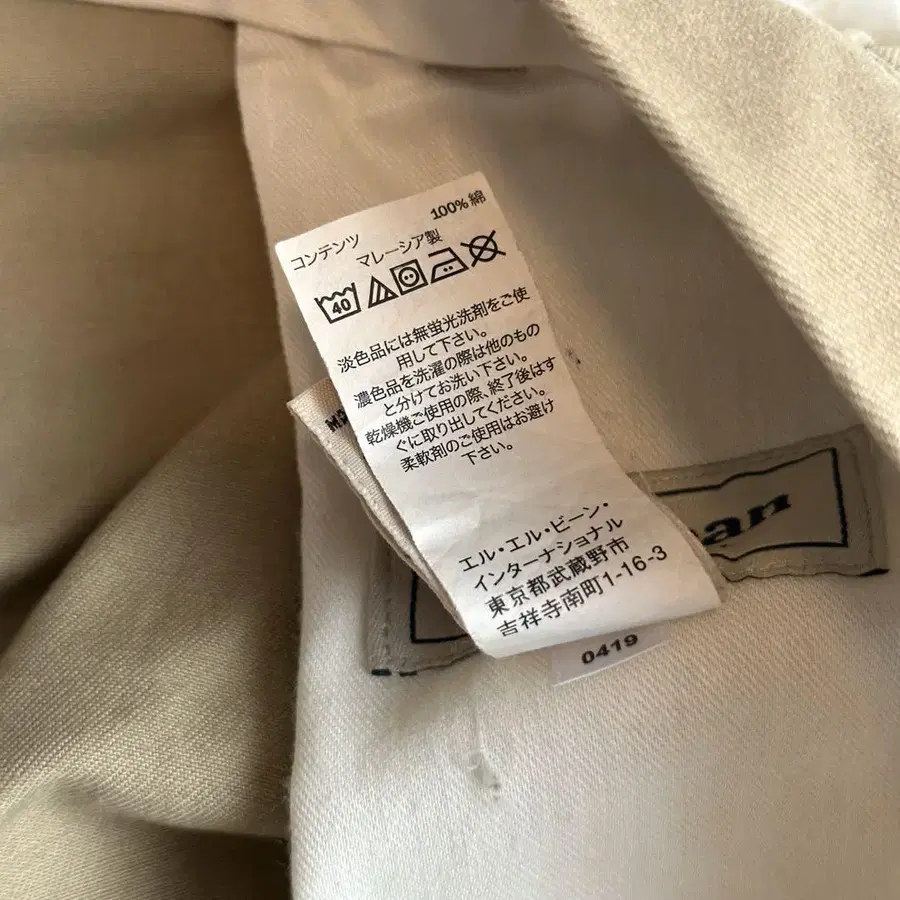 コンテンツ 100% 綿
マレーシア製
40
淡色品には無蛍光洗剤をご使
用して下さい。
濃色品を洗濯の際は他のもの
と分けてお洗い下さい。
乾燥機ご使用の際、終了後はす
ぐに取り出してください。
柔軟剤のご使用はお避け
下さい。
エル・エル・ビーン・
インターナショナル
東京都武蔵野市
吉祥寺南町1-16-3
0419